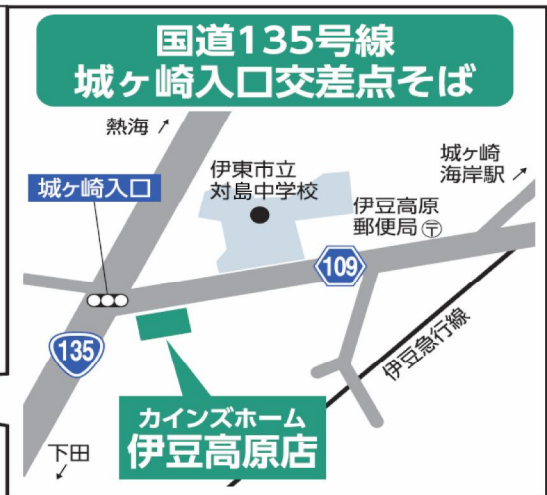 国道135号線
城ヶ崎入口交差点そば
熱海↗
城ヶ崎入口
伊東市立
対島中学校
城ヶ崎
海岸駅↗
伊豆高原
郵便局〶
109
135
伊豆急行線
カインズホーム
伊豆高原店
下田
↙